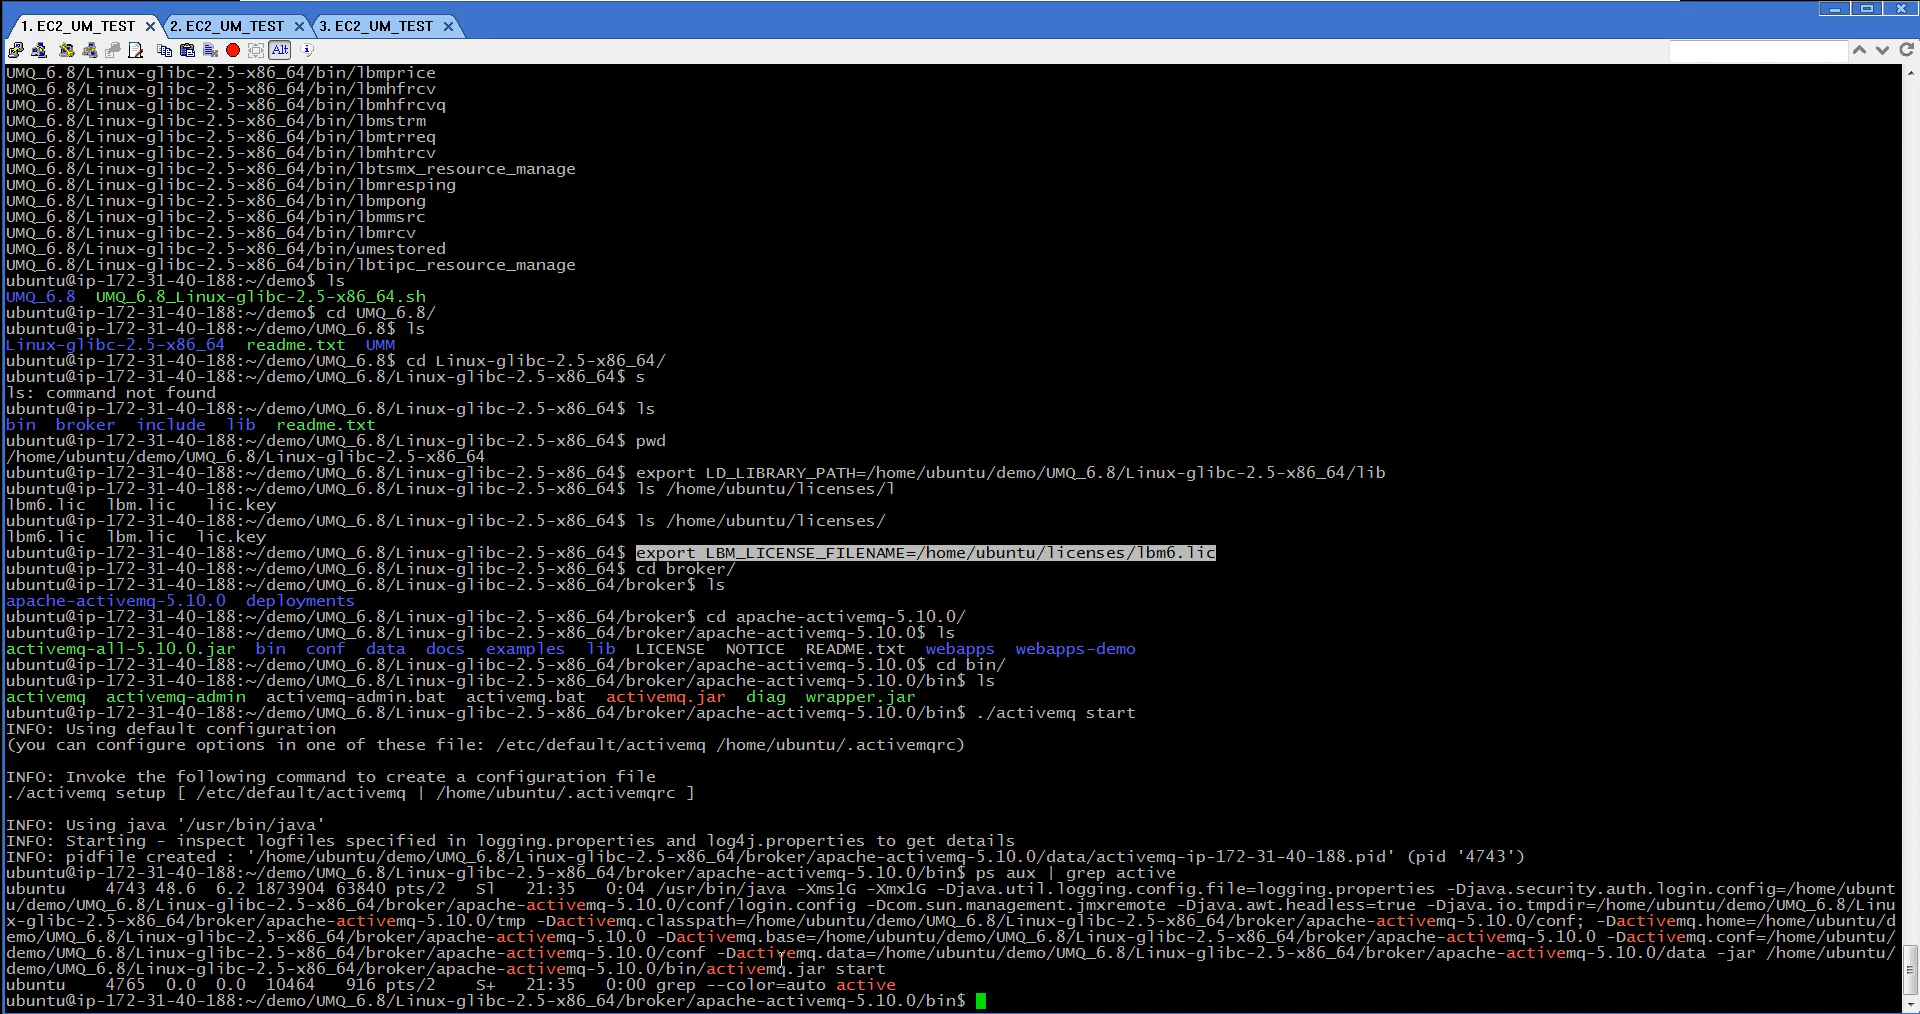 1. EC2_UM_TEST
2. EC2_UM_TEST
3. EC2_UM_TEST
Alt
UMQ_6.8/Linux-glibc-2.5-x86_64/bin/lbmprice
UMQ_6.8/Linux-glibc-2.5-x86_64/bin/lbmhfrcv
UMQ_6.8/Linux-glibc-2.5-x86_64/bin/lbmhfrcvq
UMQ_6.8/Linux-glibc-2.5-x86_64/bin/lbmstrm
UMQ_6.8/Linux-glibc-2.5-x86_64/bin/lbmtrreq
UMQ_6.8/Linux-glibc-2.5-x86_64/bin/lbmhtrcv
UMQ_6.8/Linux-glibc-2.5-x86_64/bin/lbtsmx_resource_manage
UMQ_6.8/Linux-glibc-2.5-x86_64/bin/lbmresping
UMQ_6.8/Linux-glibc-2.5-x86_64/bin/lbmpong
UMQ_6.8/Linux-glibc-2.5-x86_64/bin/lbmmsrc
UMQ_6.8/Linux-glibc-2.5-x86_64/bin/lbmrcv
UMQ_6.8/Linux-glibc-2.5-x86_64/bin/umestored
UMQ_6.8/Linux-glibc-2.5-x86_64/bin/lbtipc_resource_manage
ubuntu@ip-172-31-40-188:~/demo$ ls
UMQ_6.8  UMQ_6.8_Linux-glibc-2.5-x86_64.sh
ubuntu@ip-172-31-40-188:~/demo$ cd UMQ_6.8/
ubuntu@ip-172-31-40-188:~/demo/UMQ_6.8$ ls
Linux-glibc-2.5-x86_64  readme.txt  UMM
ubuntu@ip-172-31-40-188:~/demo/UMQ_6.8$ cd Linux-glibc-2.5-x86_64/
ubuntu@ip-172-31-40-188:~/demo/UMQ_6.8/Linux-glibc-2.5-x86_64$ s
ls: command not found
ubuntu@ip-172-31-40-188:~/demo/UMQ_6.8/Linux-glibc-2.5-x86_64$ ls
bin  broker  include  lib  readme.txt
ubuntu@ip-172-31-40-188:~/demo/UMQ_6.8/Linux-glibc-2.5-x86_64$ pwd
/home/ubuntu/demo/UMQ_6.8/Linux-glibc-2.5-x86_64
ubuntu@ip-172-31-40-188:~/demo/UMQ_6.8/Linux-glibc-2.5-x86_64$ export LD_LIBRARY_PATH=/home/ubuntu/demo/UMQ_6.8/Linux-glibc-2.5-x86_64/lib
ubuntu@ip-172-31-40-188:~/demo/UMQ_6.8/Linux-glibc-2.5-x86_64$ ls /home/ubuntu/licenses/l
lbm6.lic  lbm.lic   lic.key
ubuntu@ip-172-31-40-188:~/demo/UMQ_6.8/Linux-glibc-2.5-x86_64$ ls /home/ubuntu/licenses/
lbm6.lic  lbm.lic  lic.key
ubuntu@ip-172-31-40-188:~/demo/UMQ_6.8/Linux-glibc-2.5-x86_64$ export LBM_LICENSE_FILENAME=/home/ubuntu/licenses/lbm6.lic
ubuntu@ip-172-31-40-188:~/demo/UMQ_6.8/Linux-glibc-2.5-x86_64$ cd broker/
ubuntu@ip-172-31-40-188:~/demo/UMQ_6.8/Linux-glibc-2.5-x86_64/broker$ ls
apache-activemq-5.10.0  deployments
ubuntu@ip-172-31-40-188:~/demo/UMQ_6.8/Linux-glibc-2.5-x86_64/broker$ cd apache-activemq-5.10.0/
ubuntu@ip-172-31-40-188:~/demo/UMQ_6.8/Linux-glibc-2.5-x86_64/broker/apache-activemq-5.10.0$ ls
activemq-all-5.10.0.jar  bin  conf  data  docs  examples  lib  LICENSE  NOTICE  README.txt  webapps  webapps-demo
ubuntu@ip-172-31-40-188:~/demo/UMQ_6.8/Linux-glibc-2.5-x86_64/broker/apache-activemq-5.10.0$ cd bin/
ubuntu@ip-172-31-40-188:~/demo/UMQ_6.8/Linux-glibc-2.5-x86_64/broker/apache-activemq-5.10.0/bin$ ls
activemq  activemq-admin  activemq-admin.bat  activemq.bat  activemq.jar  diag  wrapper.jar
ubuntu@ip-172-31-40-188:~/demo/UMQ_6.8/Linux-glibc-2.5-x86_64/broker/apache-activemq-5.10.0/bin$ ./activemq start
INFO: Using default configuration
(you can configure options in one of these file: /etc/default/activemq /home/ubuntu/.activemqrc)
INFO: Invoke the following command to create a configuration file
./activemq setup [ /etc/default/activemq | /home/ubuntu/.activemqrc ]
INFO: Using java '/usr/bin/java'
INFO: Starting - inspect logfiles specified in logging.properties and log4j.properties to get details
INFO: pidfile created : '/home/ubuntu/demo/UMQ_6.8/Linux-glibc-2.5-x86_64/broker/apache-activemq-5.10.0/data/activemq-ip-172-31-40-188.pid' (pid '4743')
ubuntu@ip-172-31-40-188:~/demo/UMQ_6.8/Linux-glibc-2.5-x86_64/broker/apache-activemq-5.10.0/bin$ ps aux | grep active
ubuntu    4743 48.6  6.2 1873904 63840 pts/2   Sl   21:35   0:04 /usr/bin/java -Xms1G -Xmx1G -Djava.util.logging.config.file=logging.properties -Djava.security.auth.login.config=/home/ubunt
u/demo/UMQ_6.8/Linux-glibc-2.5-x86_64/broker/apache-activemq-5.10.0/conf/login.config -Dcom.sun.management.jmxremote -Djava.awt.headless=true -Djava.io.tmpdir=/home/ubuntu/demo/UMQ_6.8/Linu
x-glibc-2.5-x86_64/broker/apache-activemq-5.10.0/tmp -Dactivemq.classpath=/home/ubuntu/demo/UMQ_6.8/Linux-glibc-2.5-x86_64/broker/apache-activemq-5.10.0/conf; -Dactivemq.home=/home/ubuntu/d
emo/UMQ_6.8/Linux-glibc-2.5-x86_64/broker/apache-activemq-5.10.0 -Dactivemq.base=/home/ubuntu/demo/UMQ_6.8/Linux-glibc-2.5-x86_64/broker/apache-activemq-5.10.0 -Dactivemq.conf=/home/ubuntu/
demo/UMQ_6.8/Linux-glibc-2.5-x86_64/broker/apache-activemq-5.10.0/conf -Dactivemq.data=/home/ubuntu/demo/UMQ_6.8/Linux-glibc-2.5-x86_64/broker/apache-activemq-5.10.0/data -jar /home/ubuntu/
demo/UMQ_6.8/Linux-glibc-2.5-x86_64/broker/apache-activemq-5.10.0/bin/activemq.jar start
ubuntu    4765  0.0  0.0  10464   916 pts/2    S+   21:35   0:00 grep --color=auto active
ubuntu@ip-172-31-40-188:~/demo/UMQ_6.8/Linux-glibc-2.5-x86_64/broker/apache-activemq-5.10.0/bin$